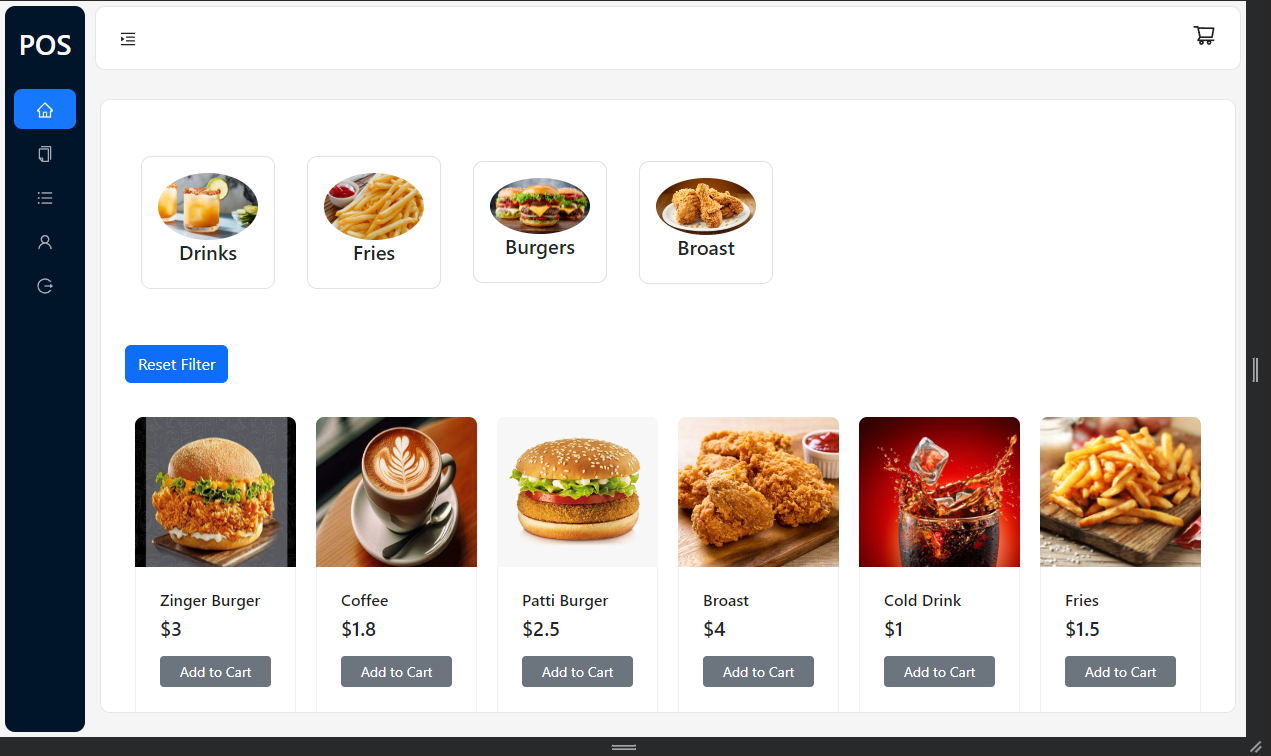 POS
Drinks
Fries
Burgers
Broast
Reset Filter
Zinger Burger
$3
Add to Cart
Coffee
$1.8
Add to Cart
Patti Burger
$2.5
Add to Cart
Broast
$4
Add to Cart
Cold Drink
$1
Add to Cart
Fries
$1.5
Add to Cart